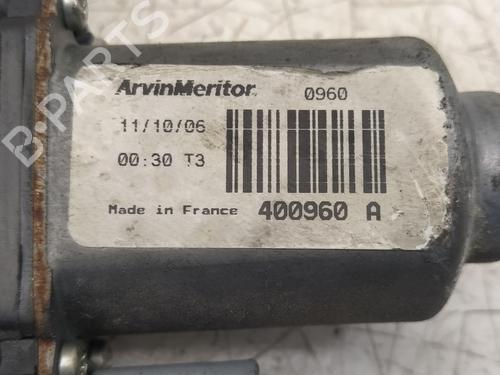 B-PARTS
ArvinMeritor 0960
11/10/06
00:30 T3
Made in France 400960 A